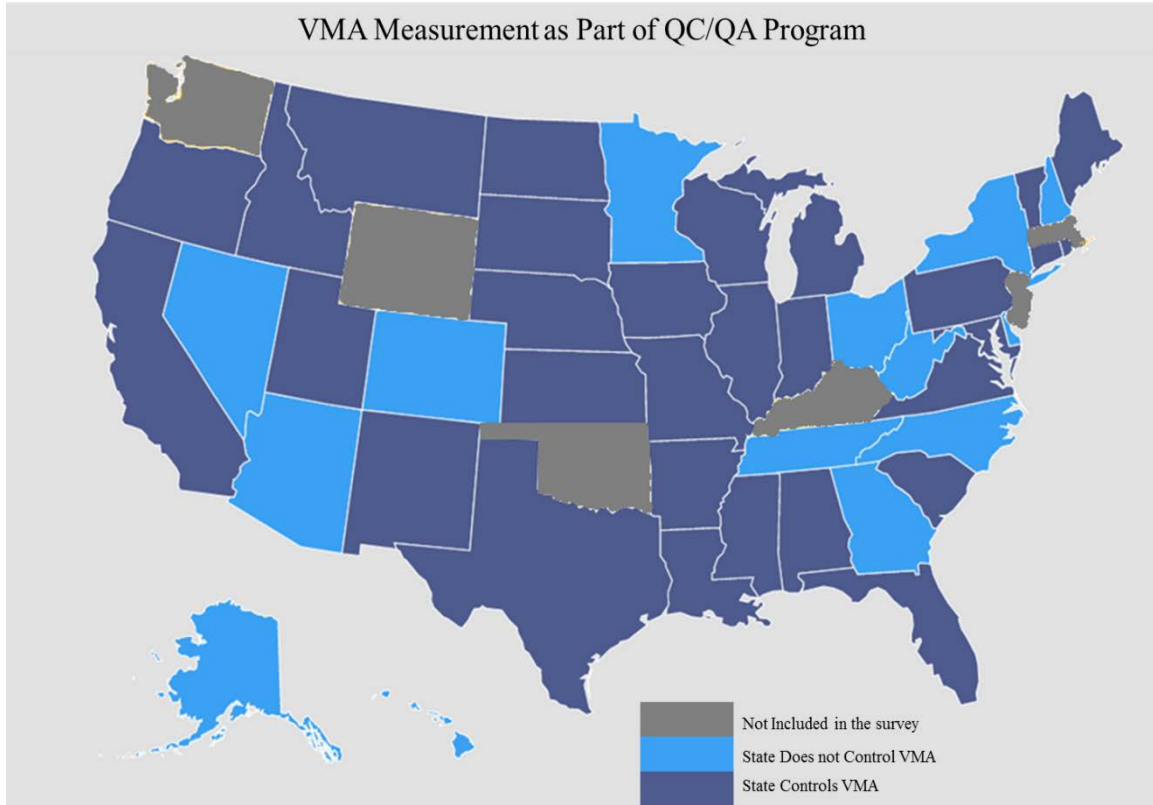 VMA Measurement as Part of QC/QA Program
Not Included in the survey
State Does not Control VMA
State Controls VMA